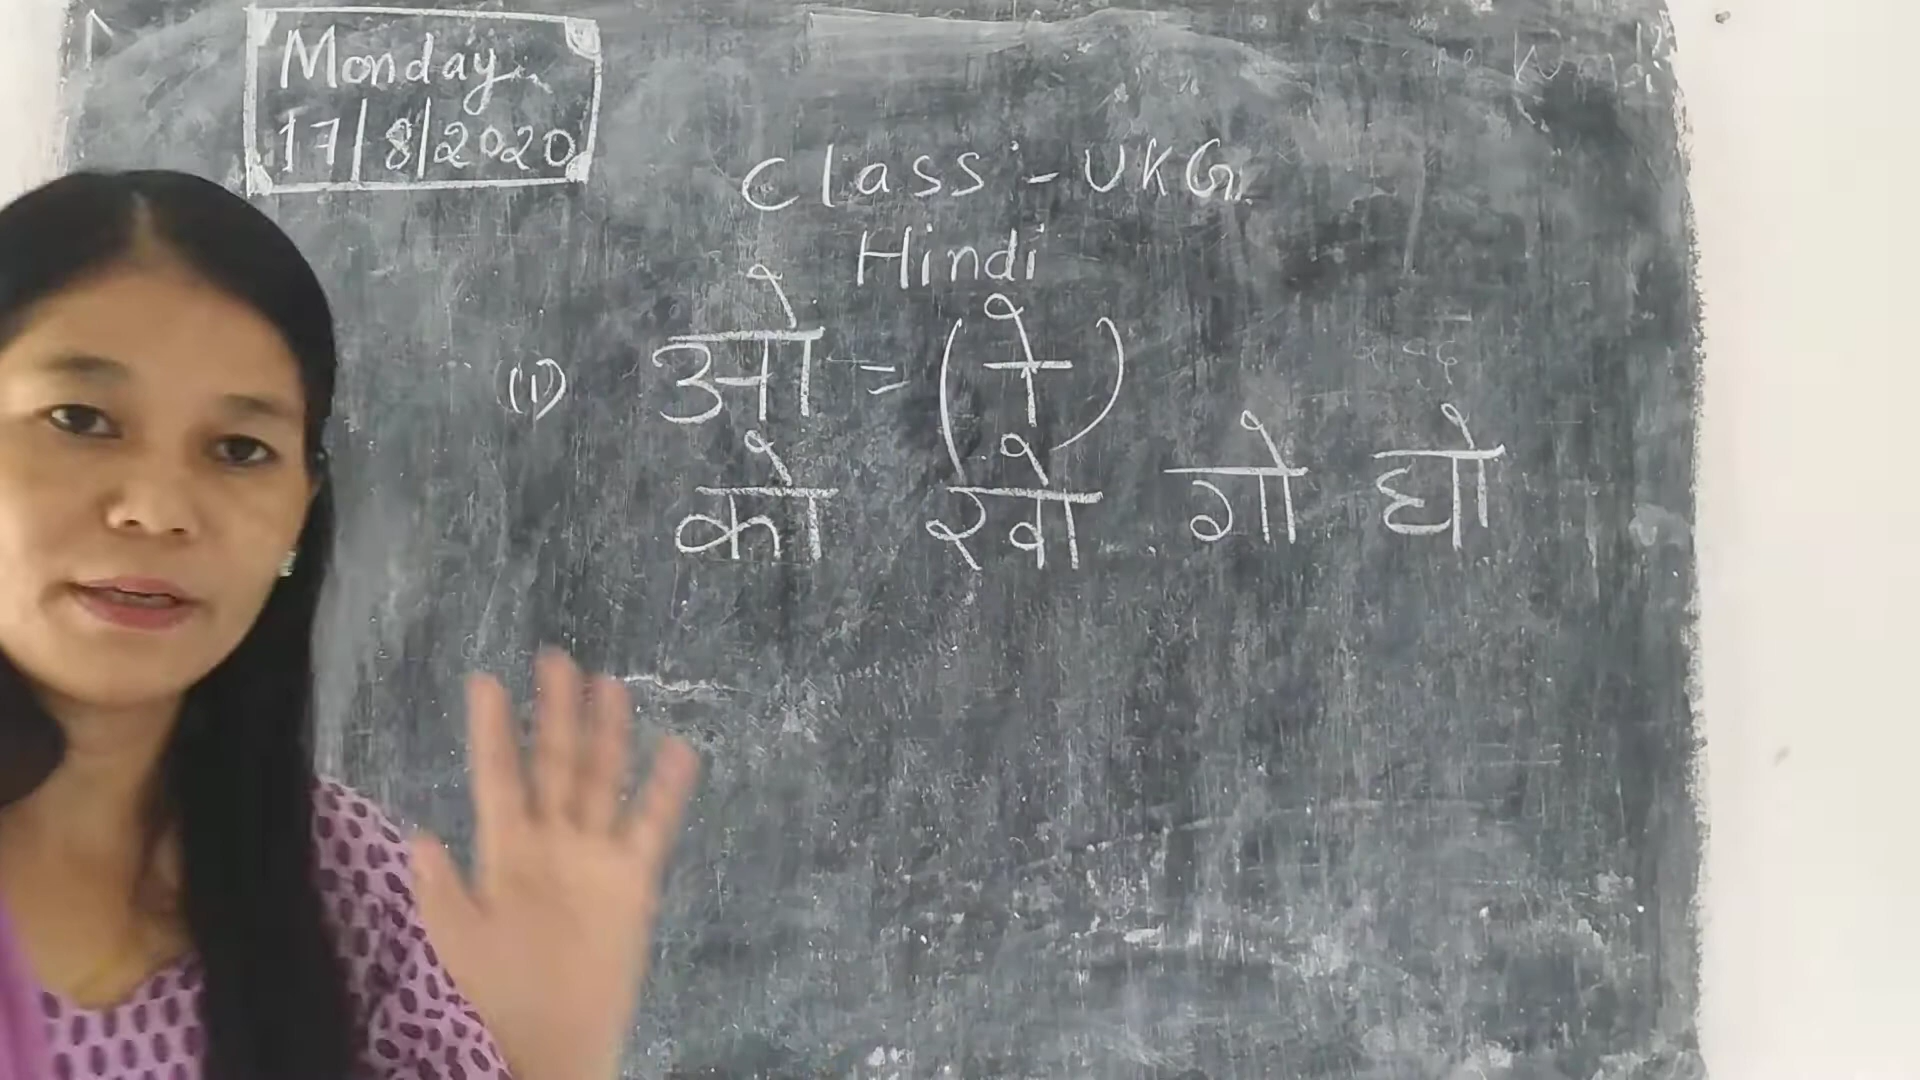 Monday
17/8/2020
Class:-UKG
Hindi
(1) ओ = (ो)
को खो गो घो